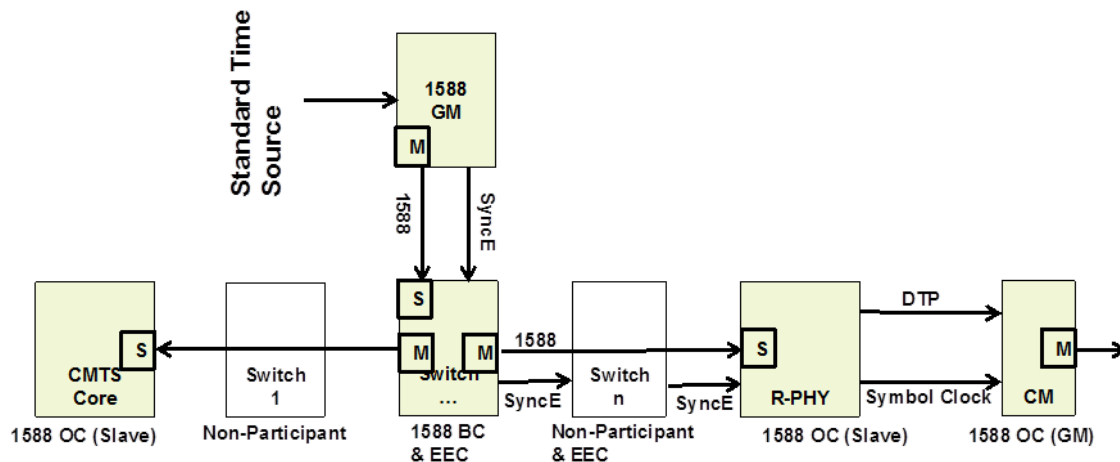 Standard Time
Source
1588
GM
M
1588
SyncE
S
M
M
Switch
...
1588 BC
& EEC
S
CMTS
Core
1588 OC (Slave)
Switch
1
Non-Participant
1588
SyncE
Switch
n
SyncE
Non-Participant
& EEC
S
R-PHY
1588 OC (Slave)
DTP
Symbol Clock
M
CM
1588 OC (GM)